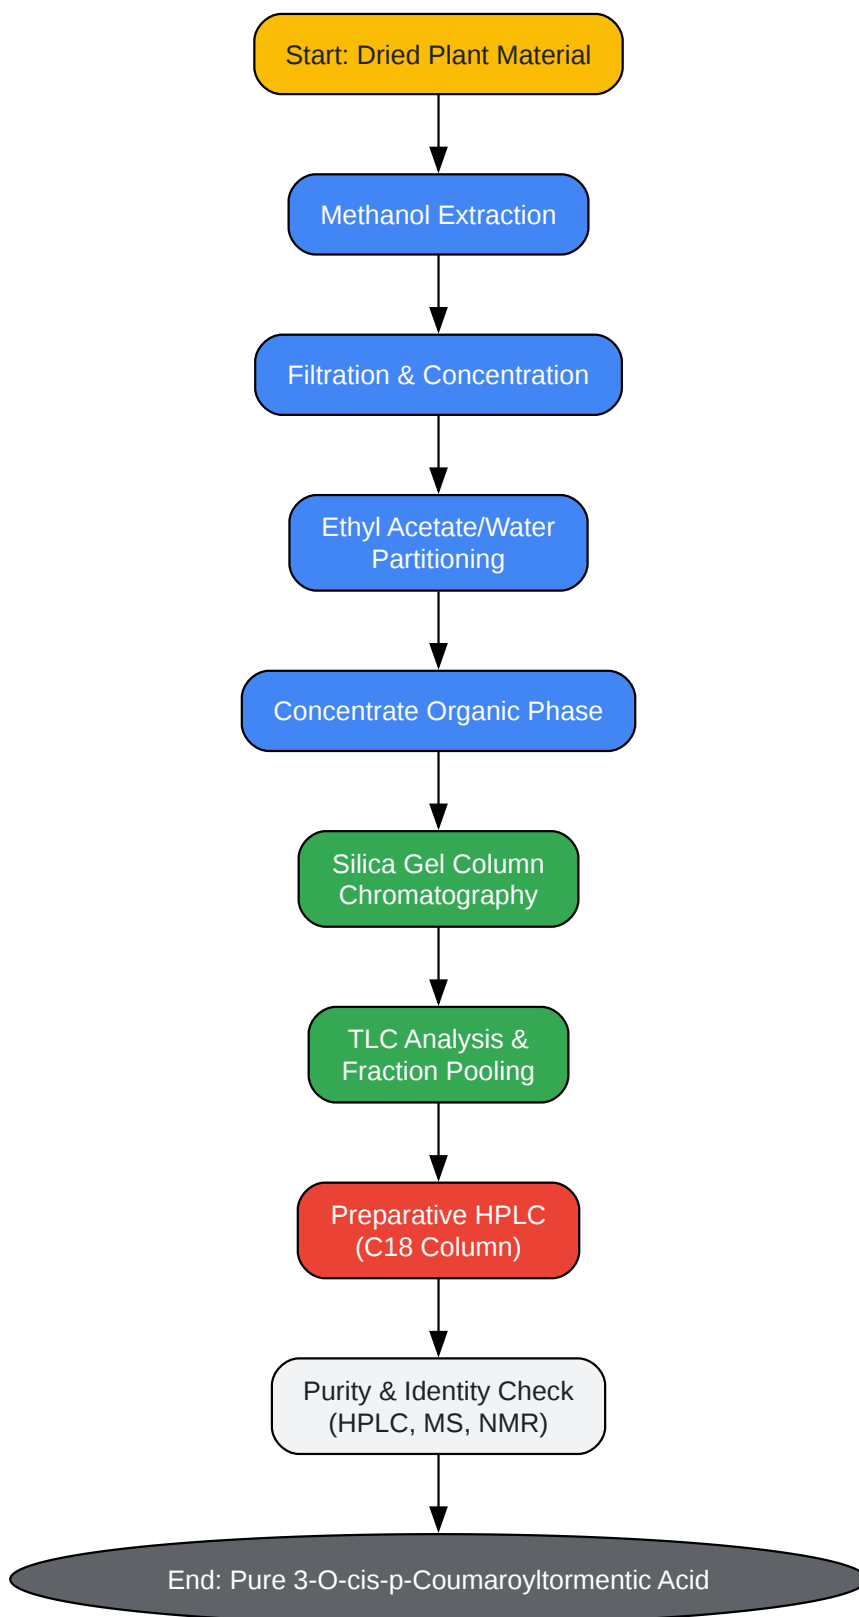 Start: Dried Plant Material
Methanol Extraction
Filtration & Concentration
Ethyl Acetate/Water
Partitioning
Concentrate Organic Phase
Silica Gel Column
Chromatography
TLC Analysis &
Fraction Pooling
Preparative HPLC
(C18 Column)
Purity & Identity Check
(HPLC, MS, NMR)
End: Pure 3-O-cis-p-Coumaroyltormentic Acid